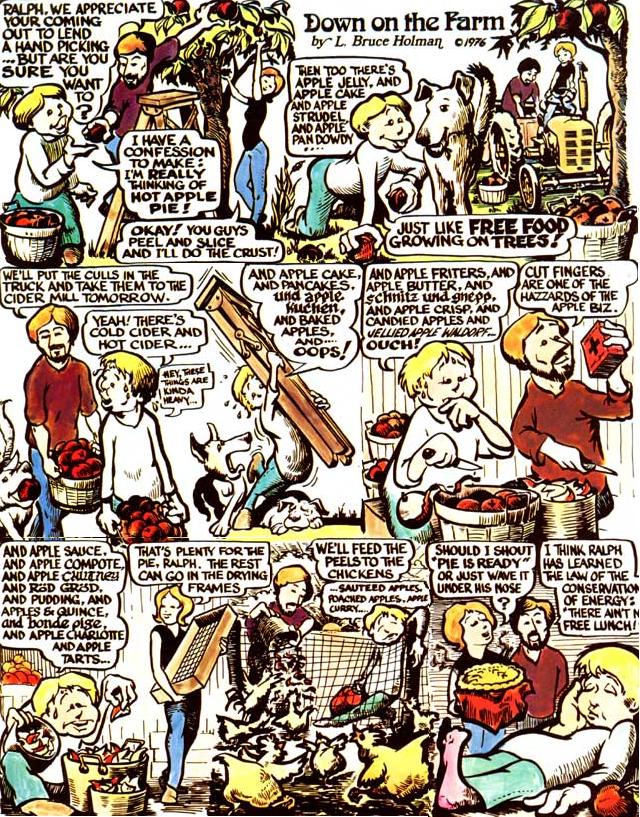 RALPH, WE APPRECIATE
YOUR COMING
OUT TO LEND
A HAND PICKING
...BUT ARE YOU
SURE YOU
WANT
TO
?
I HAVE A
CONFESSION
TO MAKE:
I'M REALLY
THINKING OF
HOT APPLE
PIE!
OKAY! YOU GUYS
PEEL AND SLICE
AND I'LL DO THE CRUST!
Down on the Farm
by L. Bruce Holman ©1976
THEN TOO THERE'S
APPLE JELLY, AND
APPLE CAKE,
AND APPLE
STRUDEL,
AND APPLE
PAN DOWDY
....
JUST LIKE FREE FOOD
GROWING ON TREES!
WE'LL PUT THE CULLS IN THE
TRUCK AND TAKE THEM TO THE
CIDER MILL TOMORROW.
YEAH! THERE'S
COLD CIDER AND
HOT CIDER....
HEY, THESE
THINGS ARE
KINDA
HEAVY...
AND APPLE CAKE,
AND PANCAKES,
und apple
kuchen,
AND BAKED
APPLES,
AND----
OOPS!
AND APPLE FRITERS, AND
APPLE BUTTER, AND
schnitz und gnepp,
AND APPLE CRISP, AND
CANDIED APPLES AND
JELLIED APPLE WALDORF...
OUCH!
CUT FINGERS
ARE ONE OF THE
HAZZARDS OF THE
APPLE BIZ.
AND APPLE SAUCE,
AND APPLE COMPOTE,
AND APPLE Chutney
AND RØD GRØD,
AND PUDDING, AND
APPLES & QUINCE,
and bonde pige,
AND APPLE CHARLOTTE
AND APPLE
TARTS...
THAT'S PLENTY FOR THE
PIE, RALPH. THE REST
CAN GO IN THE DRYING
FRAMES
WE'LL FEED THE
PEELS TO THE
CHICKENS
...SAUTEED APPLES,
POACHED APPLES, APPLE
CURRY...
SHOULD I SHOUT
"PIE IS READY"
OR JUST WAVE IT
UNDER HIS NOSE
?
I THINK RALPH
HAS LEARNED
THE LAW OF THE
CONSERVATION
OF ENERGY:
"THERE AIN'T
FREE LUNCH!